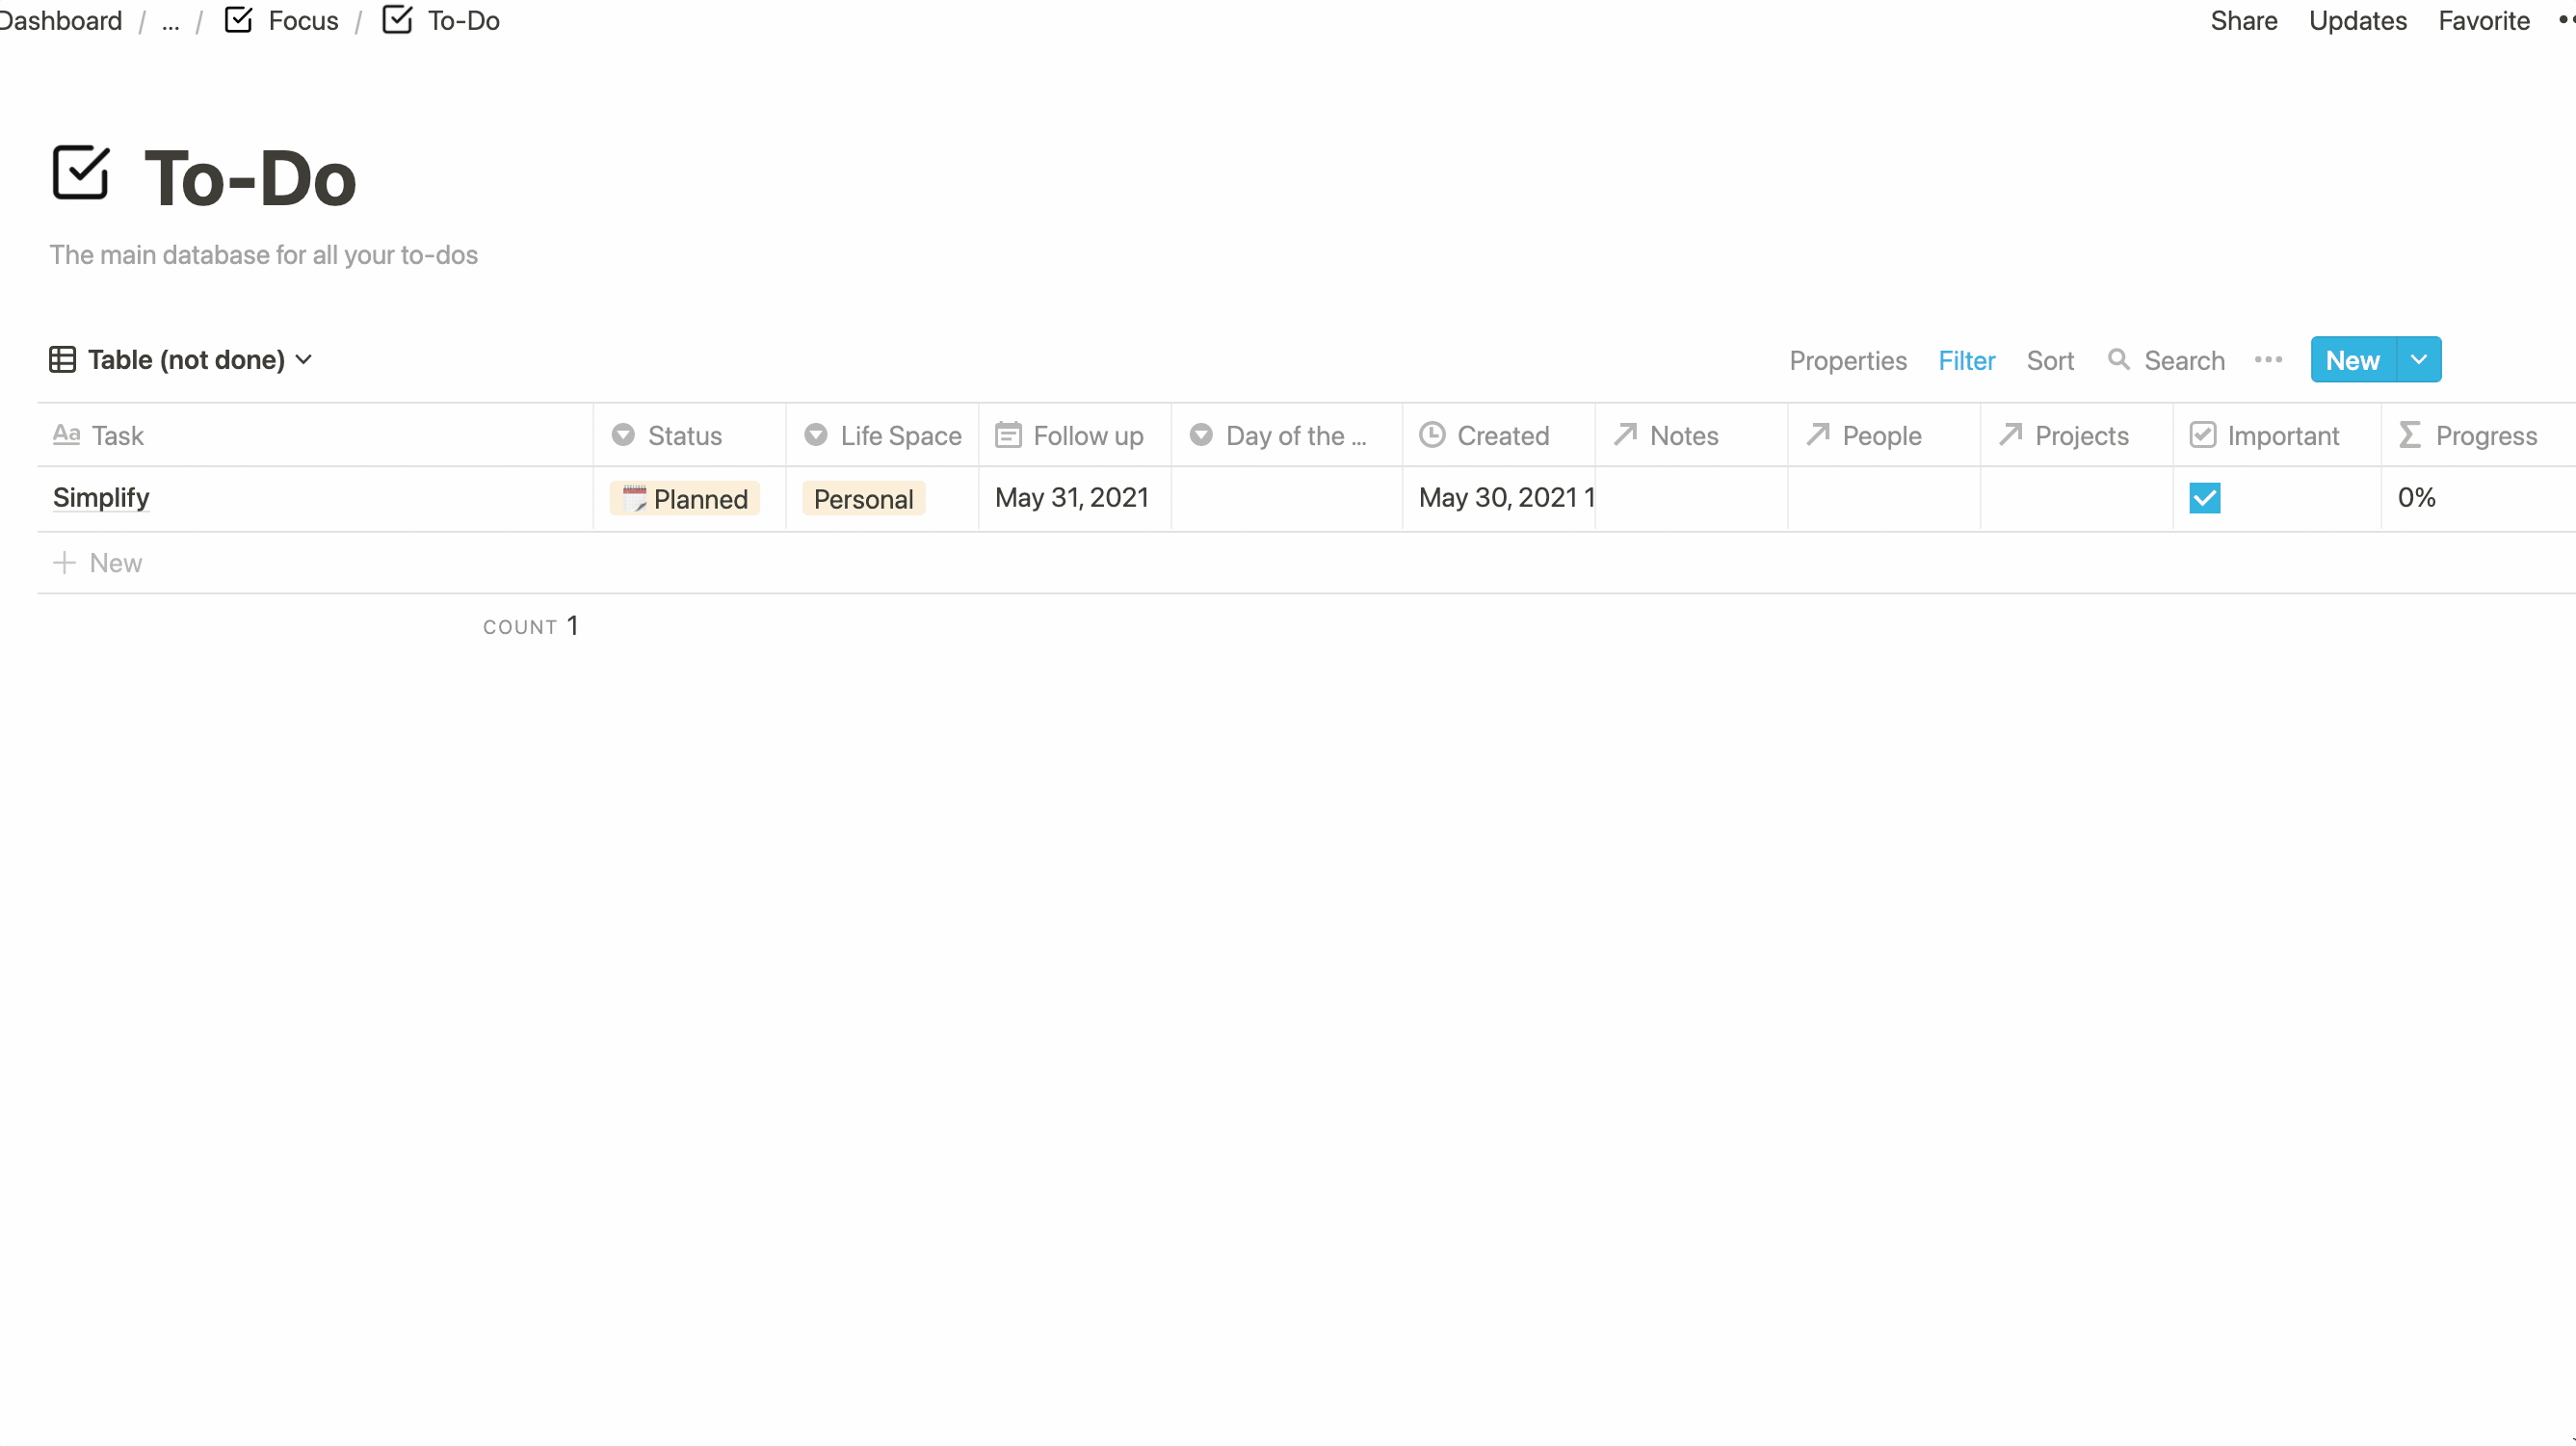 Dashboard / ... / Focus / To-Do
Share Updates Favorite
To-Do
The main database for all your to-dos
Table (not done)
Properties Filter Sort Search New
Aa Task Status Life Space Follow up Day of the ... Created Notes People Projects Important Progress
Simplify Planned Personal May 31, 2021 May 30, 2021 1 0%
New
COUNT 1